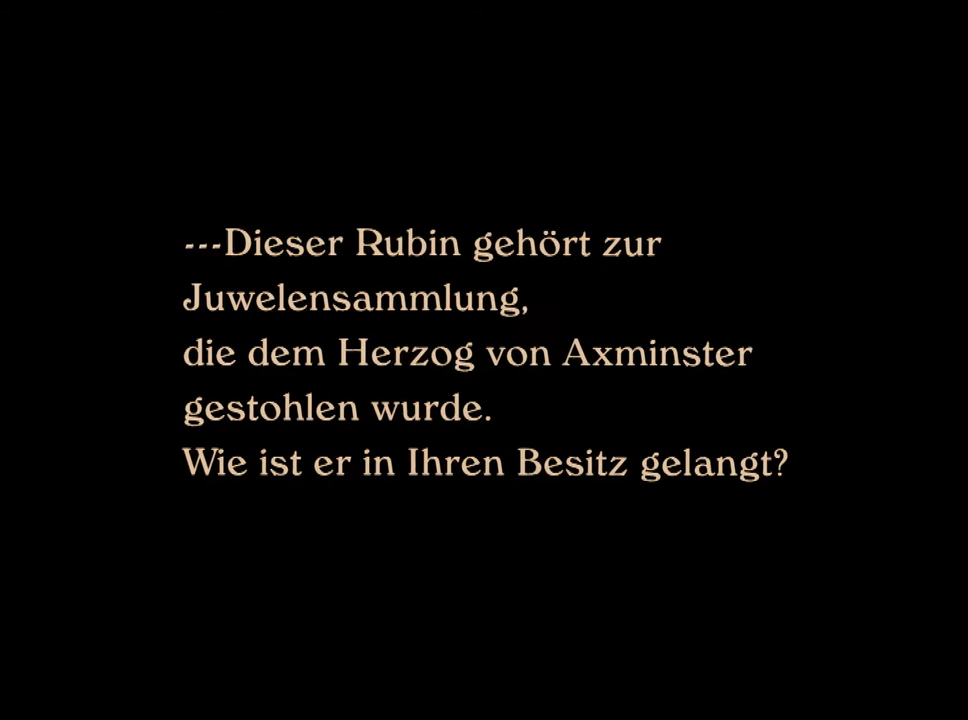 ---Dieser Rubin gehört zur
Juwelensammlung,
die dem Herzog von Axminster
gestohlen wurde.
Wie ist er in Ihren Besitz gelangt?